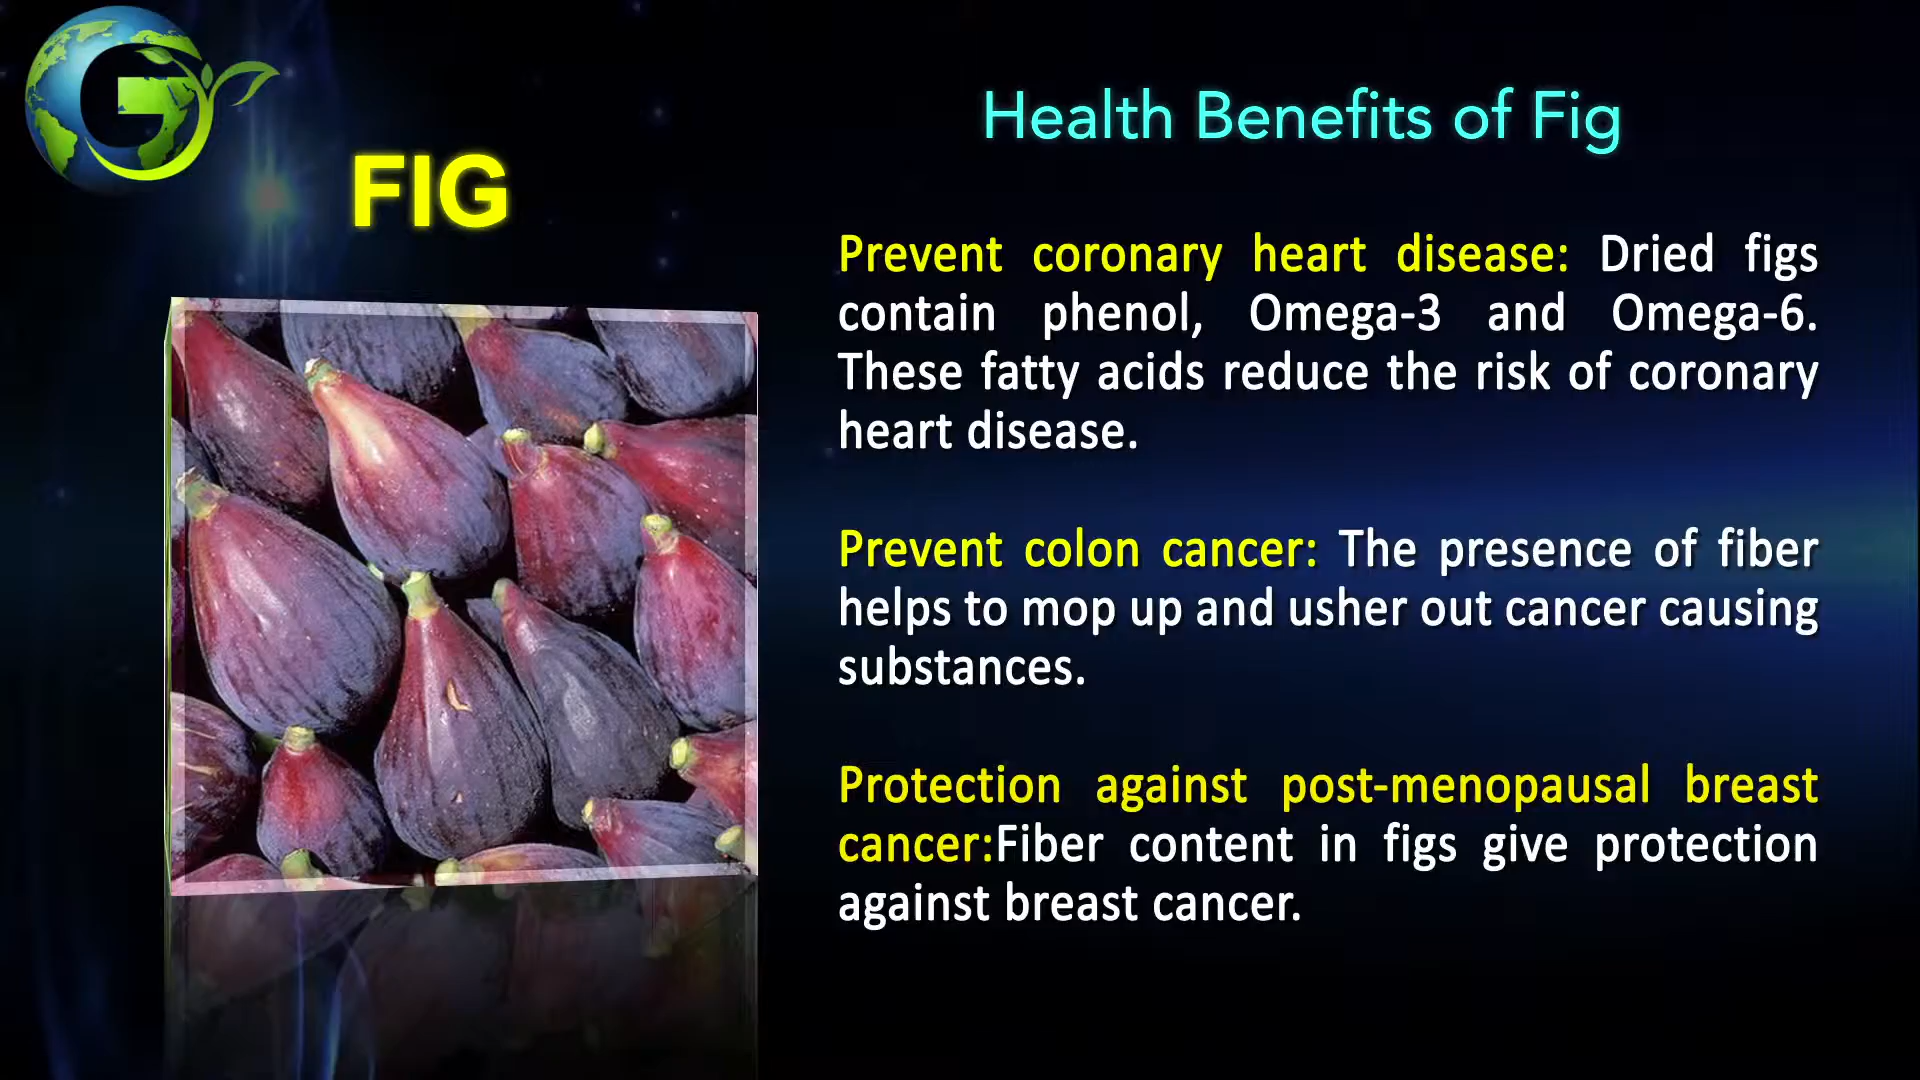 G
FIG
Health Benefits of Fig
Prevent coronary heart disease: Dried figs
contain phenol, Omega-3 and Omega-6.
These fatty acids reduce the risk of coronary
heart disease.
Prevent colon cancer: The presence of fiber
helps to mop up and usher out cancer causing
substances.
Protection against post-menopausal breast
cancer:Fiber content in figs give protection
against breast cancer.